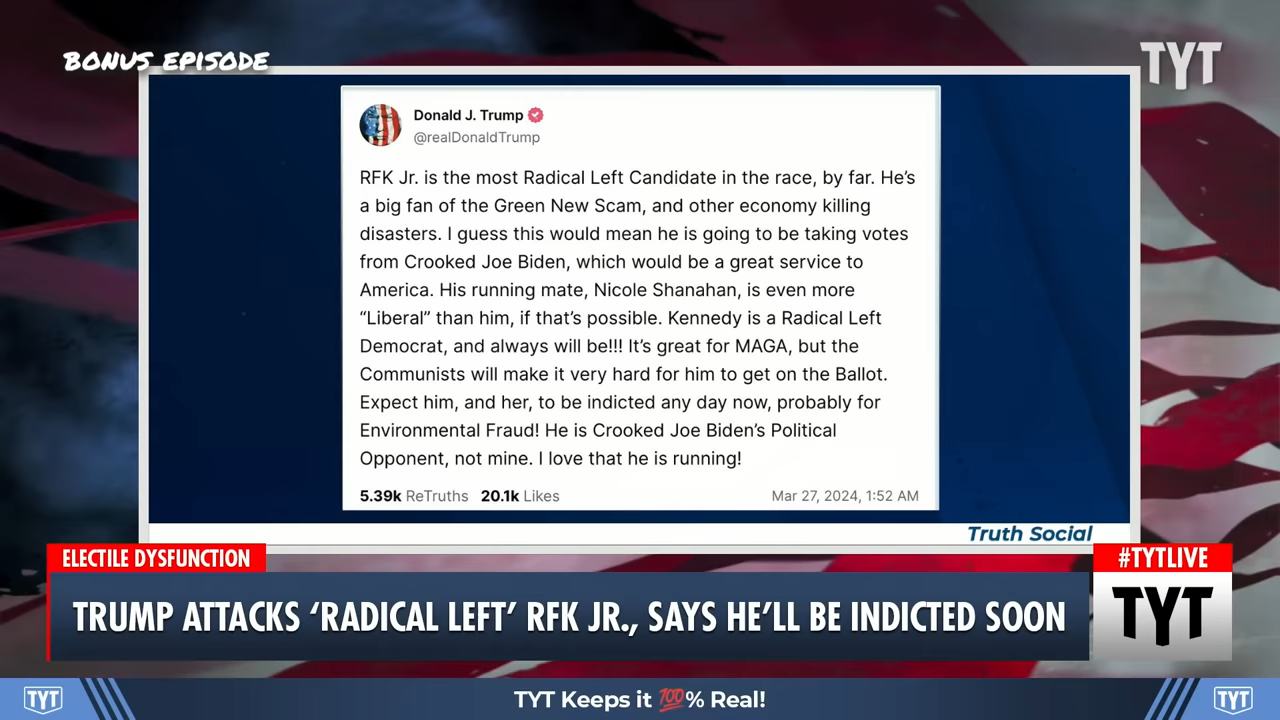 BONUS EPISODE
TYT
Donald J. Trump
@realDonaldTrump
RFK Jr. is the most Radical Left Candidate in the race, by far. He’s
a big fan of the Green New Scam, and other economy killing
disasters. I guess this would mean he is going to be taking votes
from Crooked Joe Biden, which would be a great service to
America. His running mate, Nicole Shanahan, is even more
“Liberal” than him, if that’s possible. Kennedy is a Radical Left
Democrat, and always will be!!! It’s great for MAGA, but the
Communists will make it very hard for him to get on the Ballot.
Expect him, and her, to be indicted any day now, probably for
Environmental Fraud! He is Crooked Joe Biden’s Political
Opponent, not mine. I love that he is running!
5.39k ReTruths 20.1k Likes Mar 27, 2024, 1:52 AM
Truth Social
ELECTILE DYSFUNCTION
#TYTLIVE
TRUMP ATTACKS ‘RADICAL LEFT’ RFK JR., SAYS HE’LL BE INDICTED SOON
TYT
TYT
TYT Keeps it 💯% Real!
TYT